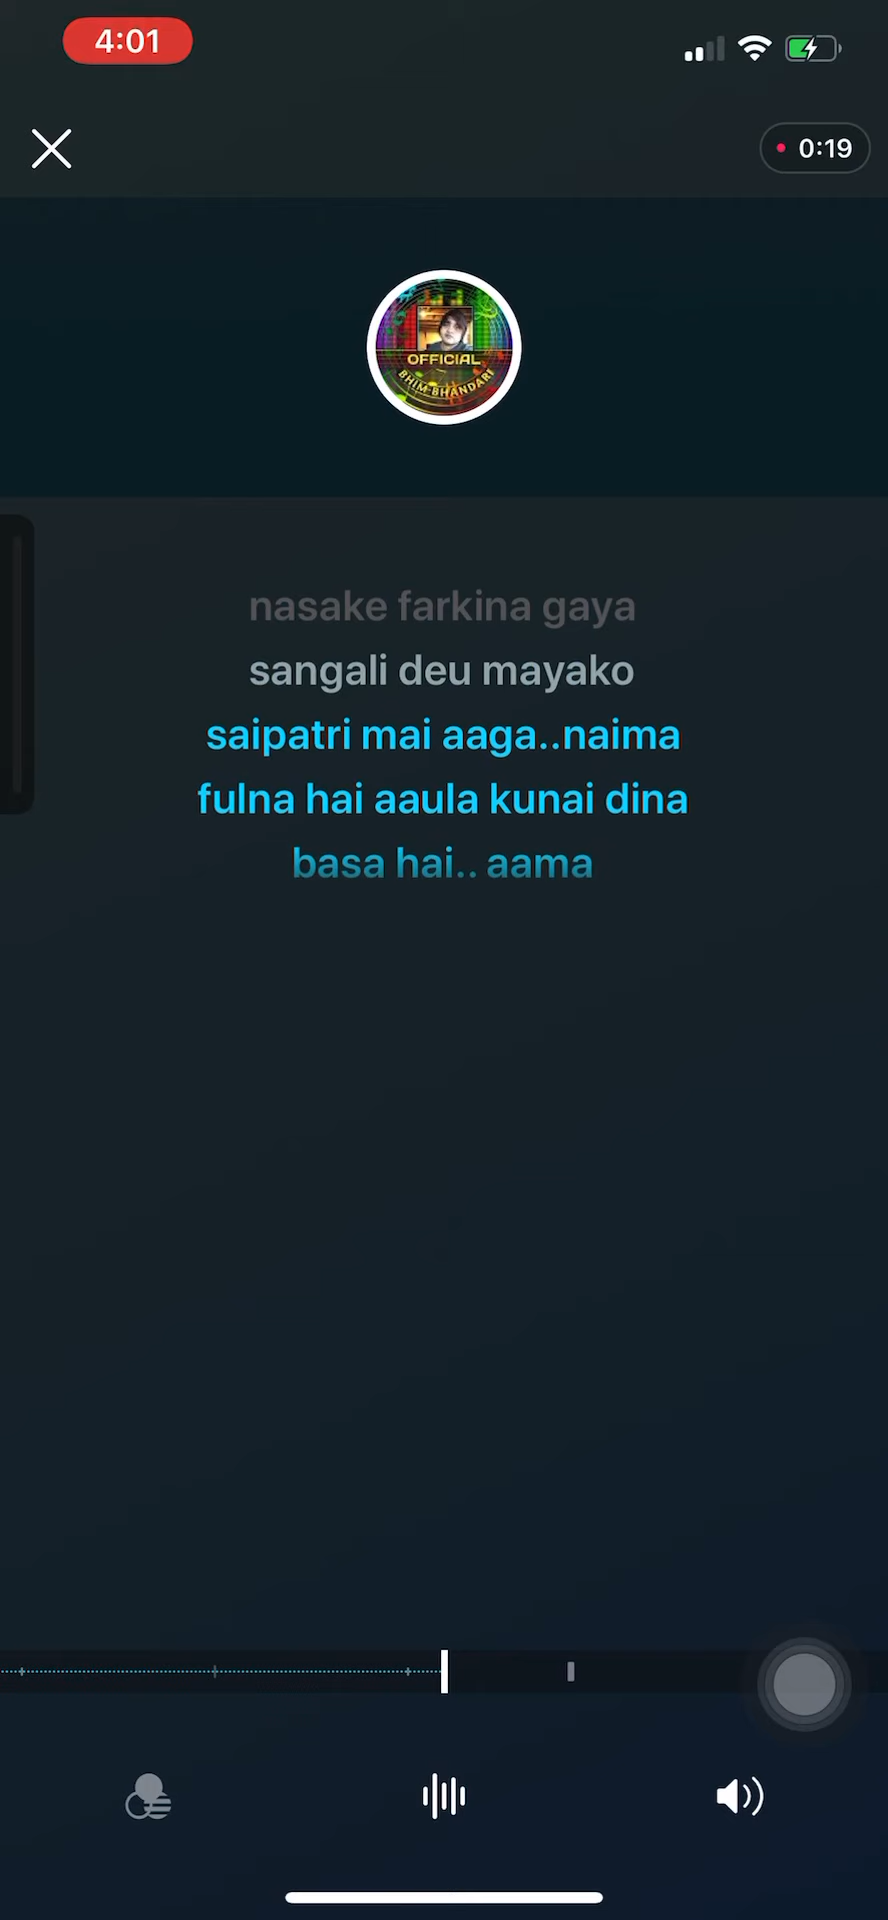 4:01
0:19
OFFICIAL
BHIM BHANDARI
nasake farkina gaya
sangali deu mayako
saipatri mai aaga..naima
fulna hai aaula kunai dina
basa hai.. aama